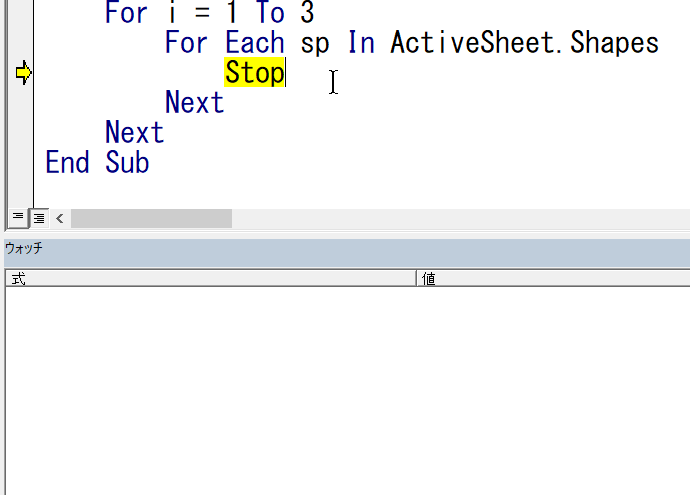 For i = 1 To 3
For Each sp In ActiveSheet.Shapes
Stop
Next
Next
End Sub
ウォッチ
式 値